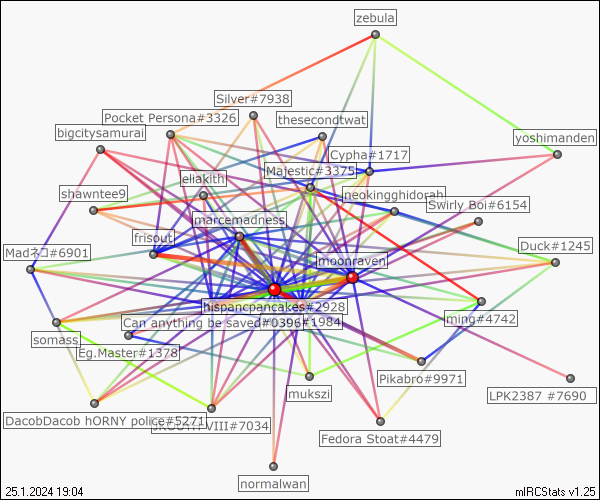 zebula
Silver#7938
Pocket Persona#3326
thesecondtwat
bigcitysamurai
yoshimanden
Cypha#1717
Majestic#3375
eliakith
shawntee9
neokingghidorah
Swirly_Boi#6154
marcemadness
frisout
Duck#1245
Madネコ#6901
moonraven
hispancpancakes#2928
Can anything be saved#0396
#1984
ming#4742
somass
Eg.Master#1378
Pikabro#9971
mukszi
LPK2387 #7690
DacobDacob hORNY police#5271
VIII#7034
Fedora Stoat#4479
normalwan
25.1.2024 19:04
mIRCStats v1.25